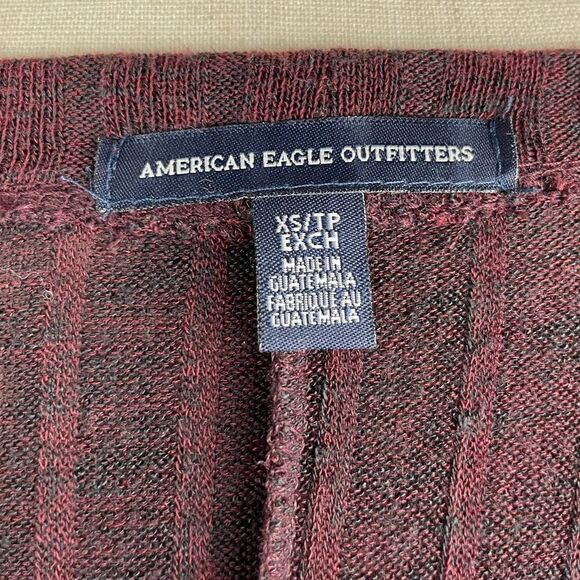 AMERICAN EAGLE OUTFITTERS
XS/TP
EXCH
MADE IN
GUATEMALA
FABRIQUE AU
GUATEMALA